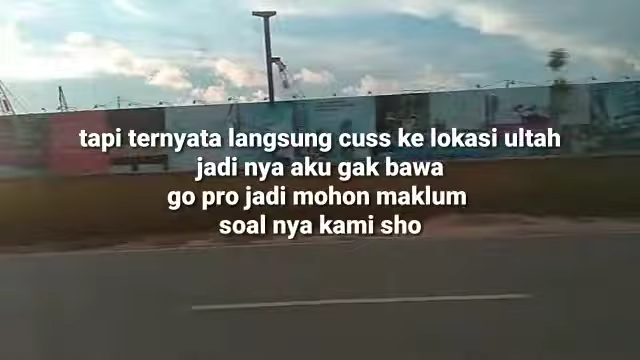 tapi ternyata langsung cuss ke lokasi ultah
jadi nya aku gak bawa
go pro jadi mohon maklum
soal nya kami sho